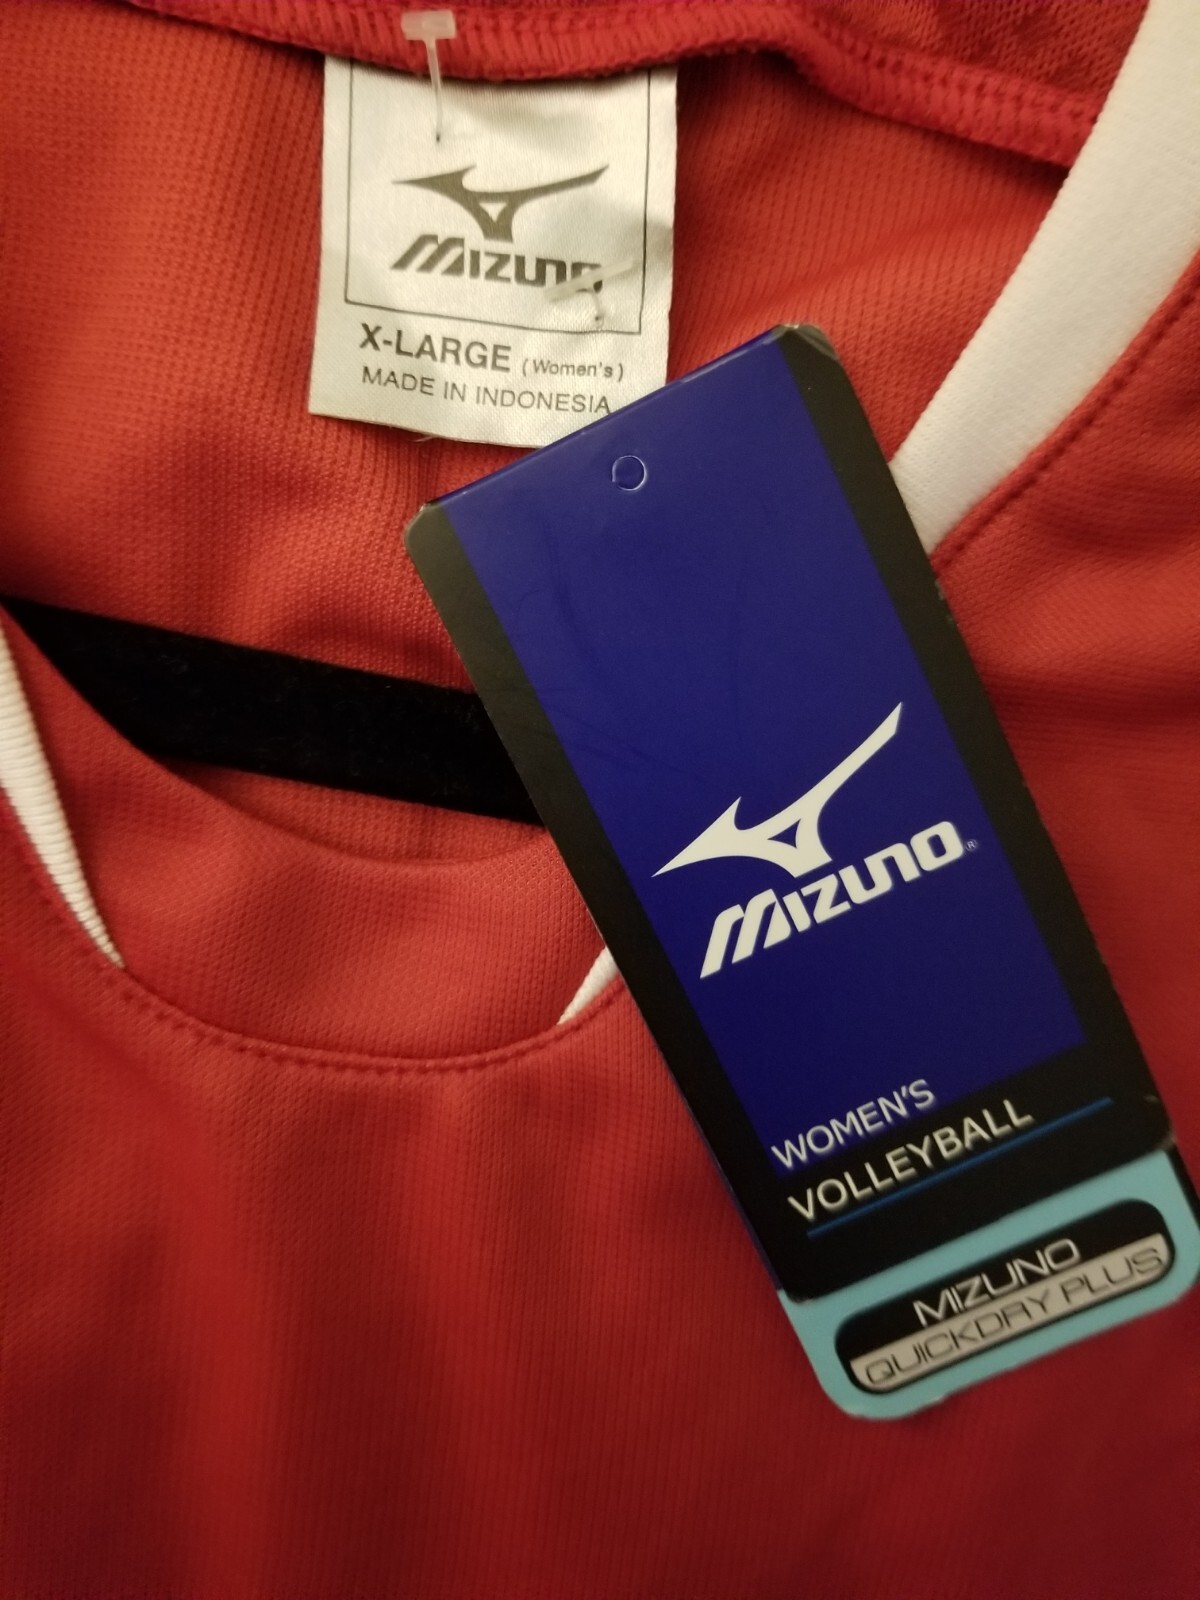 MIZUNO
X-LARGE (Women's)
MADE IN INDONESIA
MIZUNO®
WOMEN'S
VOLLEYBALL
MIZUNO
QUICKDRY PLUS